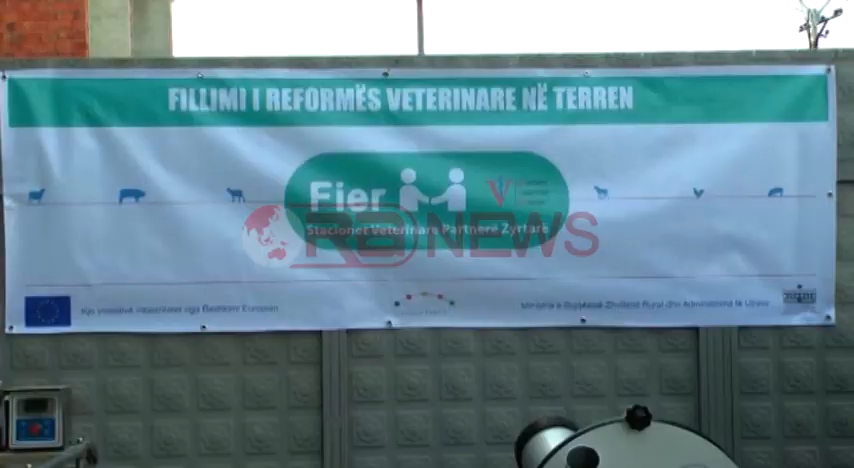 FILLIMI I REFORMËS VETERINARE NË TERREN
Fier
Stacionet Veterinare Partnere Zyrtare
Ra NEWS
Kjo iniciativë mbështetet nga Bashkimi Europian
Ministria e Bujqësisë Zhvillimit Rural dhe Administrimit të Ujërave